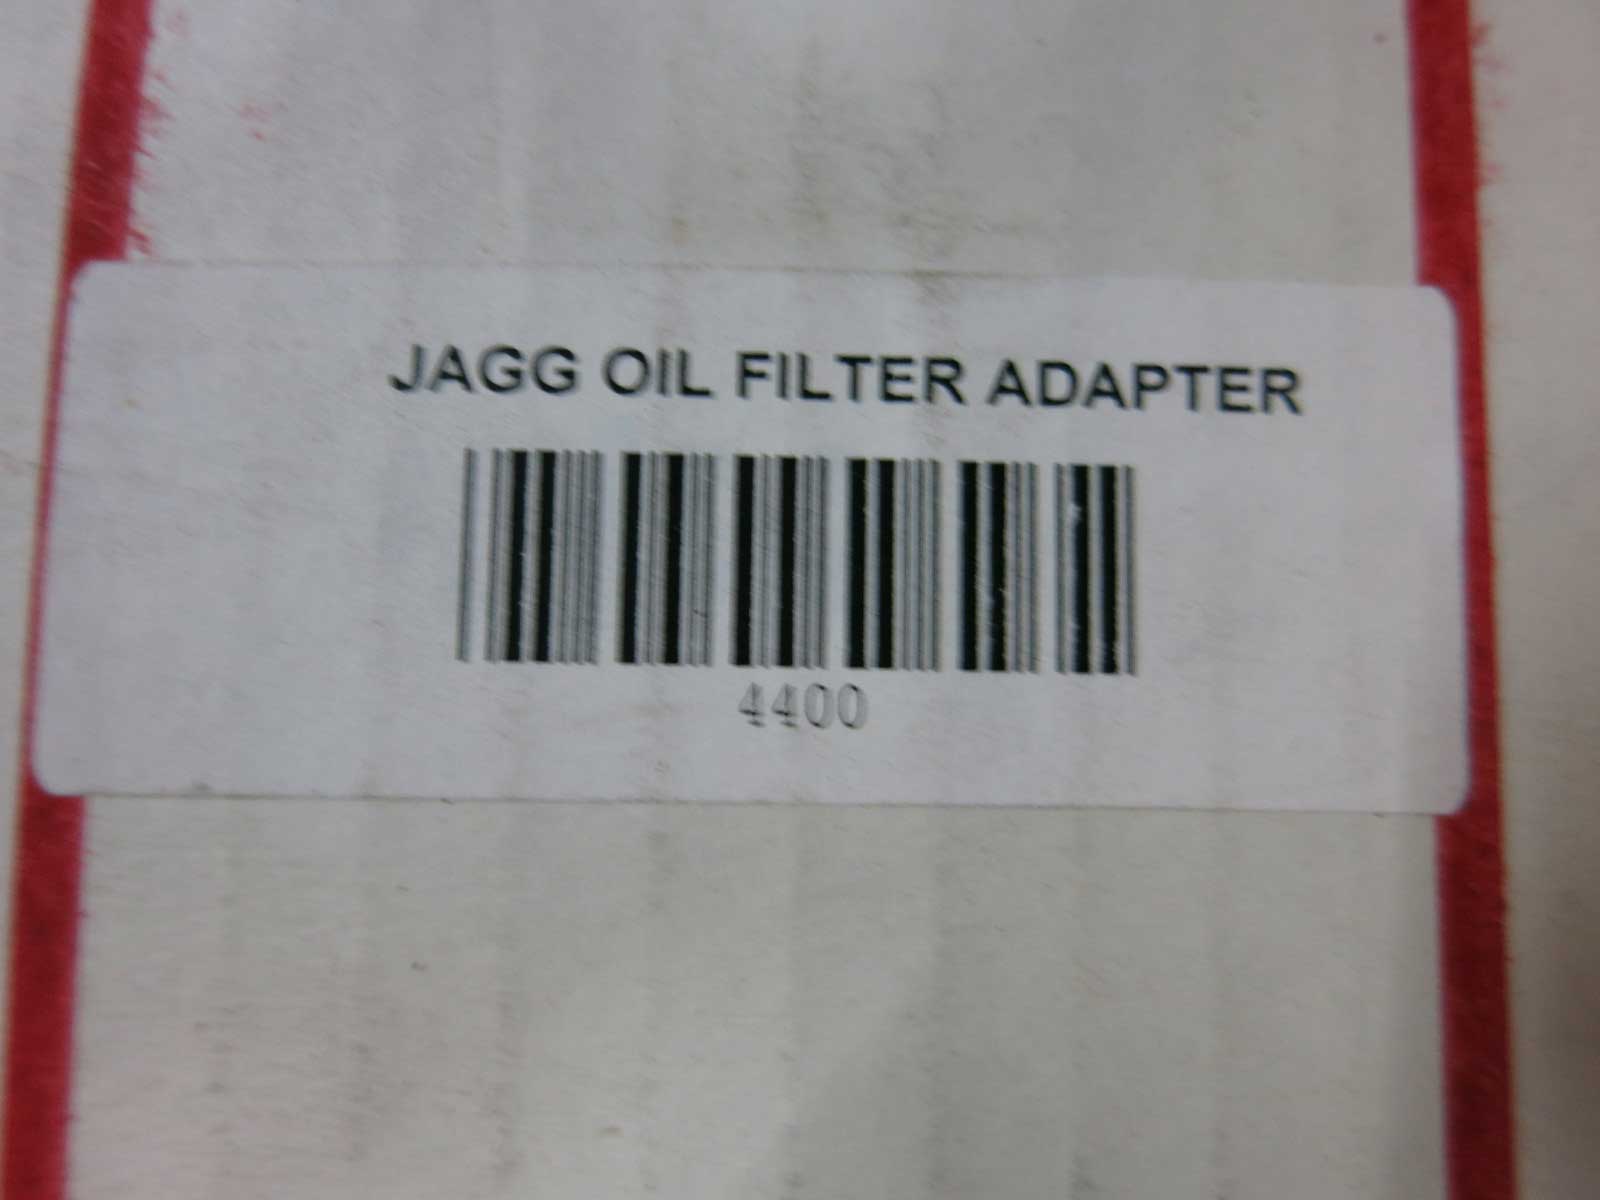 JAGG OIL FILTER ADAPTER
4400